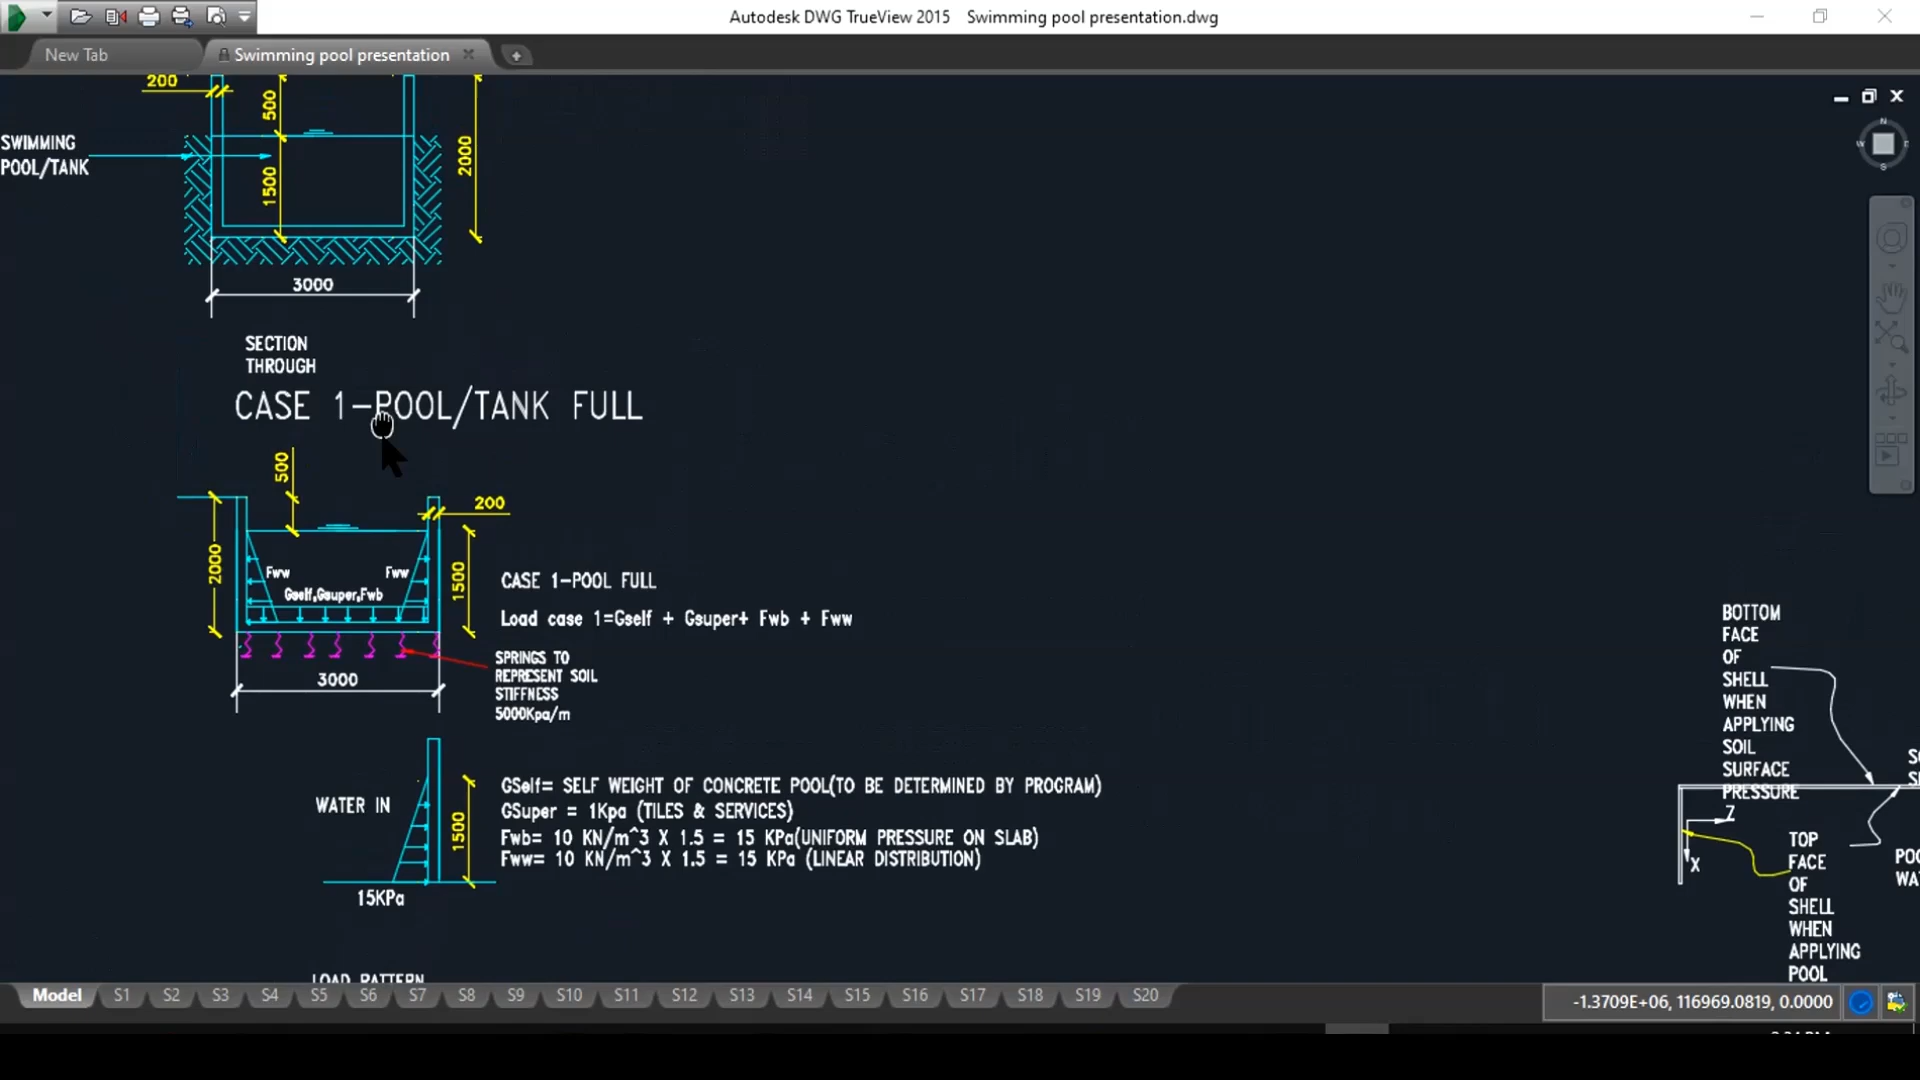 Autodesk DWG TrueView 2015 Swimming pool presentation.dwg
New Tab
Swimming pool presentation
200
500
1500
2000
SWIMMING
POOL/TANK
3000
SECTION
THROUGH
CASE 1-POOL/TANK FULL
500
200
2000
Fww
Fww
Gself,Gsuper,Fwb
1500
3000
CASE 1-POOL FULL
Load case 1=Gself + Gsuper+ Fwb + Fww
SPRINGS TO
REPRESENT SOIL
STIFFNESS
5000Kpa/m
WATER IN
1500
15KPa
GSelf= SELF WEIGHT OF CONCRETE POOL(TO BE DETERMINED BY PROGRAM)
GSuper = 1Kpa (TILES & SERVICES)
Fwb= 10 KN/m^3 X 1.5 = 15 KPa(UNIFORM PRESSURE ON SLAB)
Fww= 10 KN/m^3 X 1.5 = 15 KPa (LINEAR DISTRIBUTION)
LOAD PATTERN
BOTTOM
FACE
OF
SHELL
WHEN
APPLYING
SOIL
SURFACE
PRESSURE
Z
X
TOP
FACE
OF
SHELL
WHEN
APPLYING
POOL
N
W
S
Model S1 S2 S3 S4 S5 S6 S7 S8 S9 S10 S11 S12 S13 S14 S15 S16 S17 S18 S19 S20
-1.3709E+06, 116969.0819, 0.0000